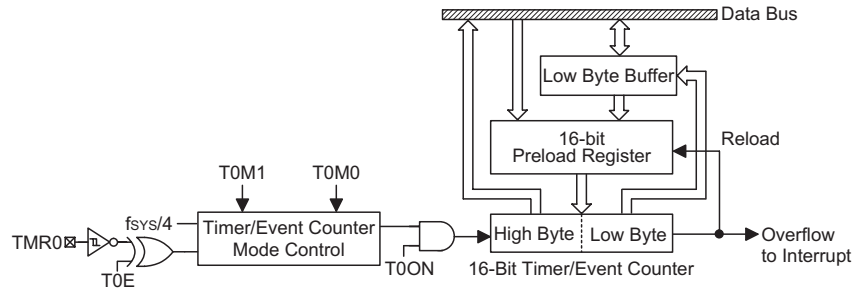 Data Bus
Low Byte Buffer
16-bit
Preload Register
Reload
T0M1
T0M0
fSYS/4
Timer/Event Counter
Mode Control
TMR0
T0E
T0ON
High Byte
Low Byte
Overflow
to Interrupt
16-Bit Timer/Event Counter